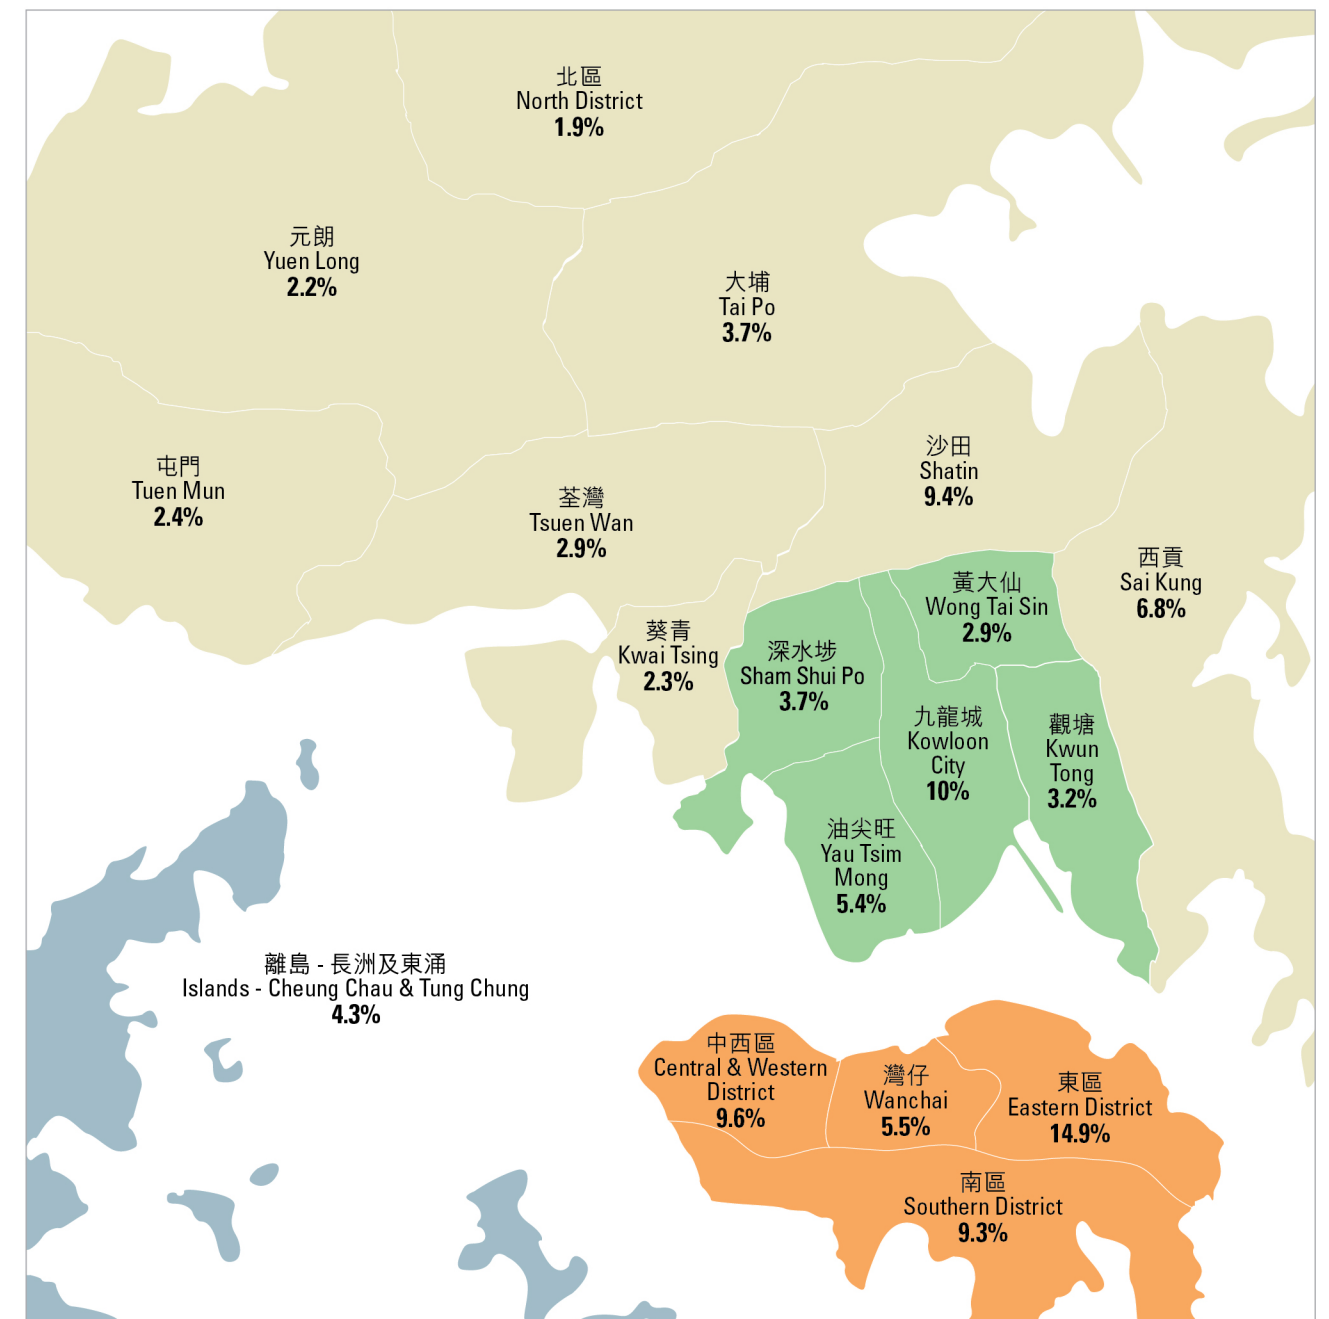 北區
North District
1.9%
元朗
Yuen Long
2.2%
大埔
Tai Po
3.7%
屯門
Tuen Mun
2.4%
荃灣
Tsuen Wan
2.9%
沙田
Shatin
9.4%
西貢
Sai Kung
6.8%
葵青
Kwai Tsing
2.3%
深水埗
Sham Shui Po
3.7%
黃大仙
Wong Tai Sin
2.9%
九龍城
Kowloon
City
10%
觀塘
Kwun
Tong
3.2%
油尖旺
Yau Tsim
Mong
5.4%
離島 - 長洲及東涌
Islands - Cheung Chau & Tung Chung
4.3%
中西區
Central & Western
District
9.6%
灣仔
Wanchai
5.5%
東區
Eastern District
14.9%
南區
Southern District
9.3%